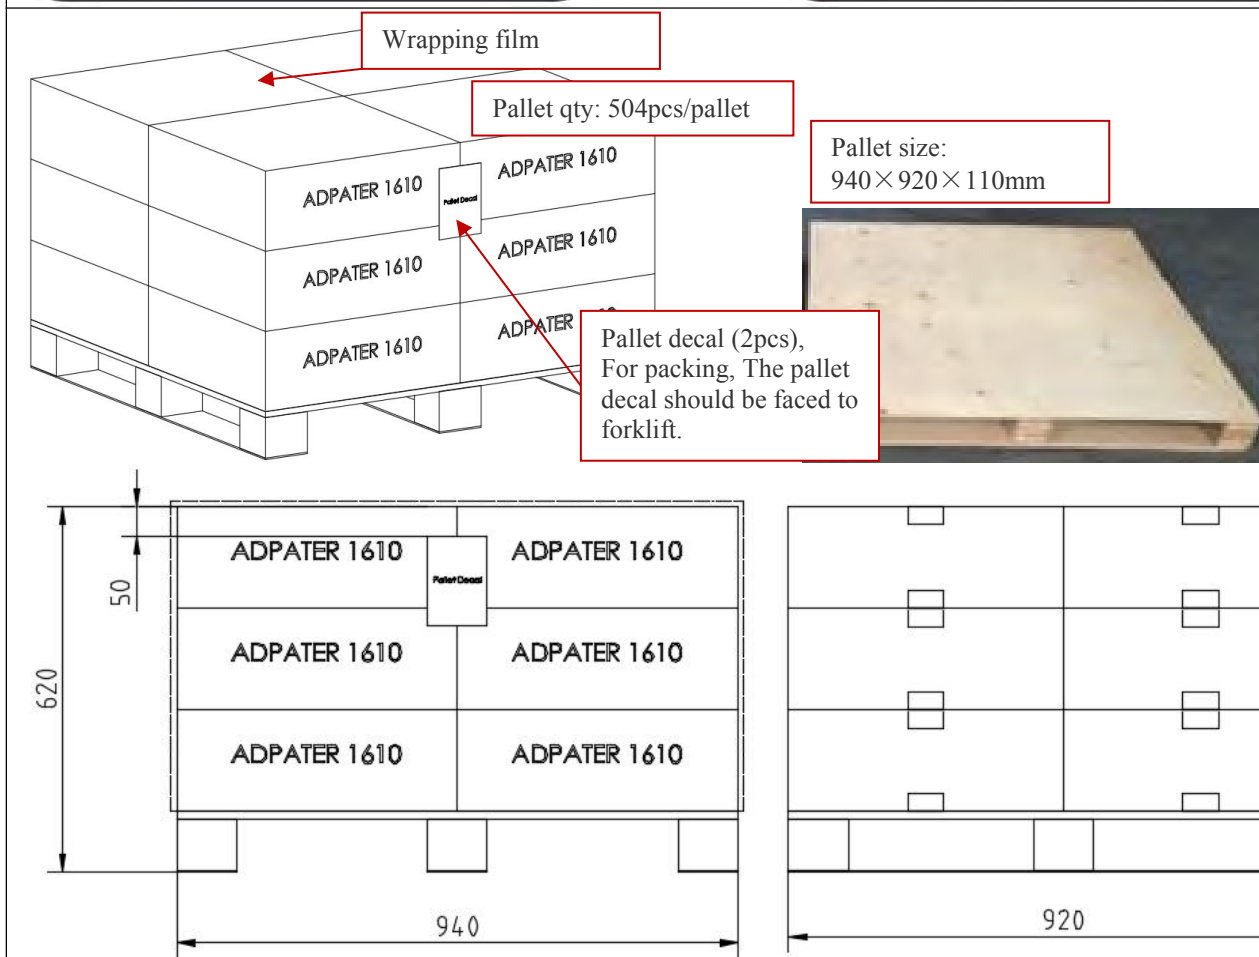 Wrapping film
Pallet qty: 504pcs/pallet
Pallet size:
940×920×110mm
ADPATER 1610
ADPATER 1610
Pallet Decal
ADPATER 1610
ADPATER 1610
ADPATER 1610
ADPATER
Pallet decal (2pcs),
For packing, The pallet
decal should be faced to
forklift.
50
620
ADPATER 1610
ADPATER 1610
Pallet Decal
ADPATER 1610
ADPATER 1610
ADPATER 1610
ADPATER 1610
940
920